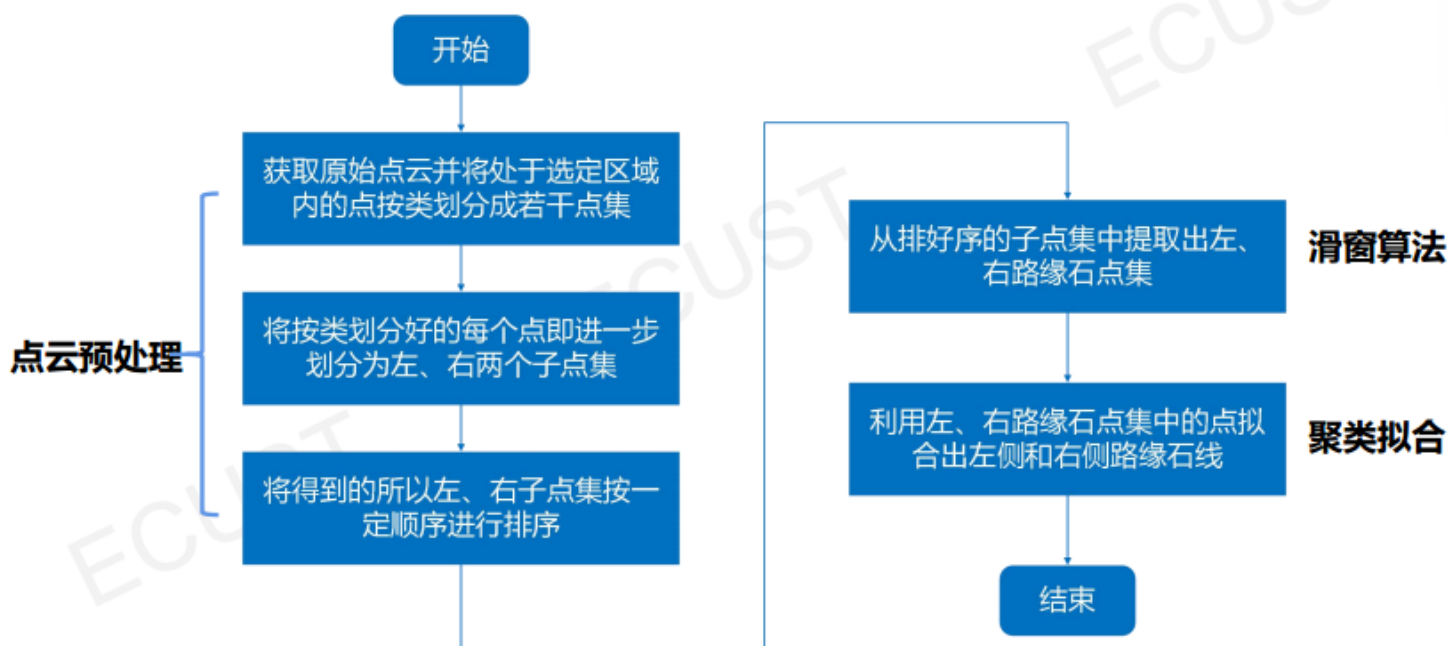 开始
获取原始点云并将处于选定区域
内的点按类划分成若干点集
将按类划分好的每个点即进一步
划分为左、右两个子点集
点云预处理
将得到的所以左、右子点集按一
定顺序进行排序
从排好序的子点集中提取出左、
右路缘石点集
滑窗算法
利用左、右路缘石点集中的点拟
合出左侧和右侧路缘石线
聚类拟合
结束
ECUST
ECUST
ECUST